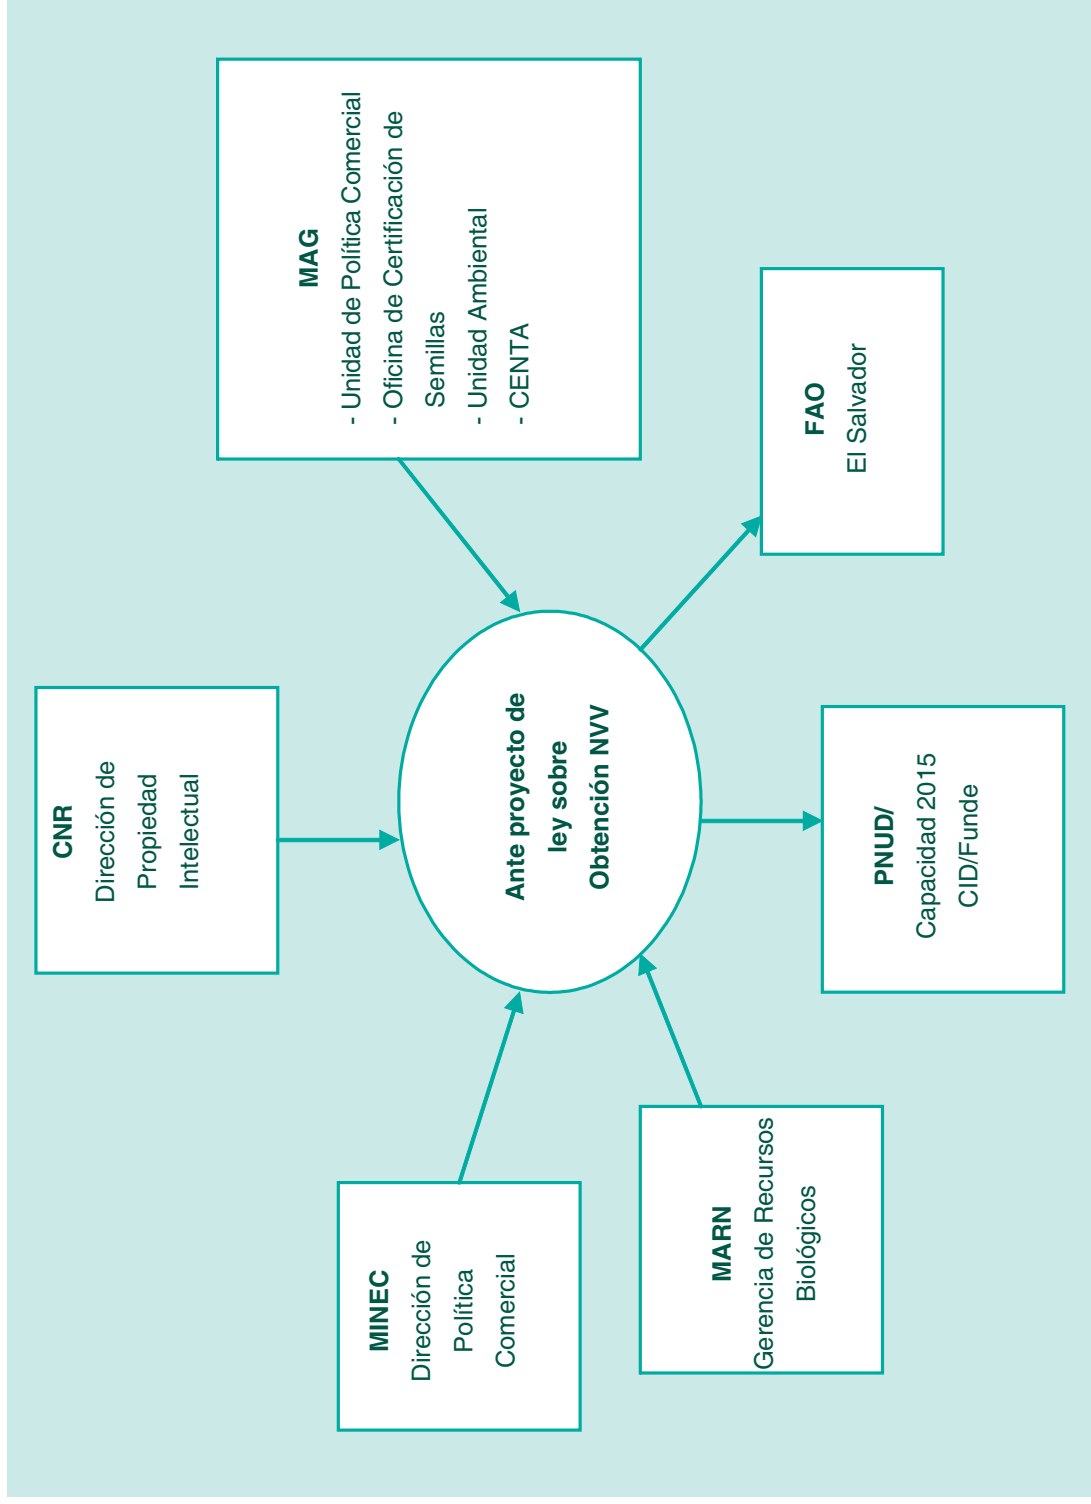 CNR
Dirección de
Propiedad
Intelectual
MINEC
Dirección de
Política
Comercial
MAG
- Unidad de Política Comercial
- Oficina de Certificación de
Semillas
- Unidad Ambiental
- CENTA
Ante proyecto de
ley sobre
Obtención NVV
MARN
Gerencia de Recursos
Biológicos
PNUD/
Capacidad 2015
CID/Funde
FAO
El Salvador